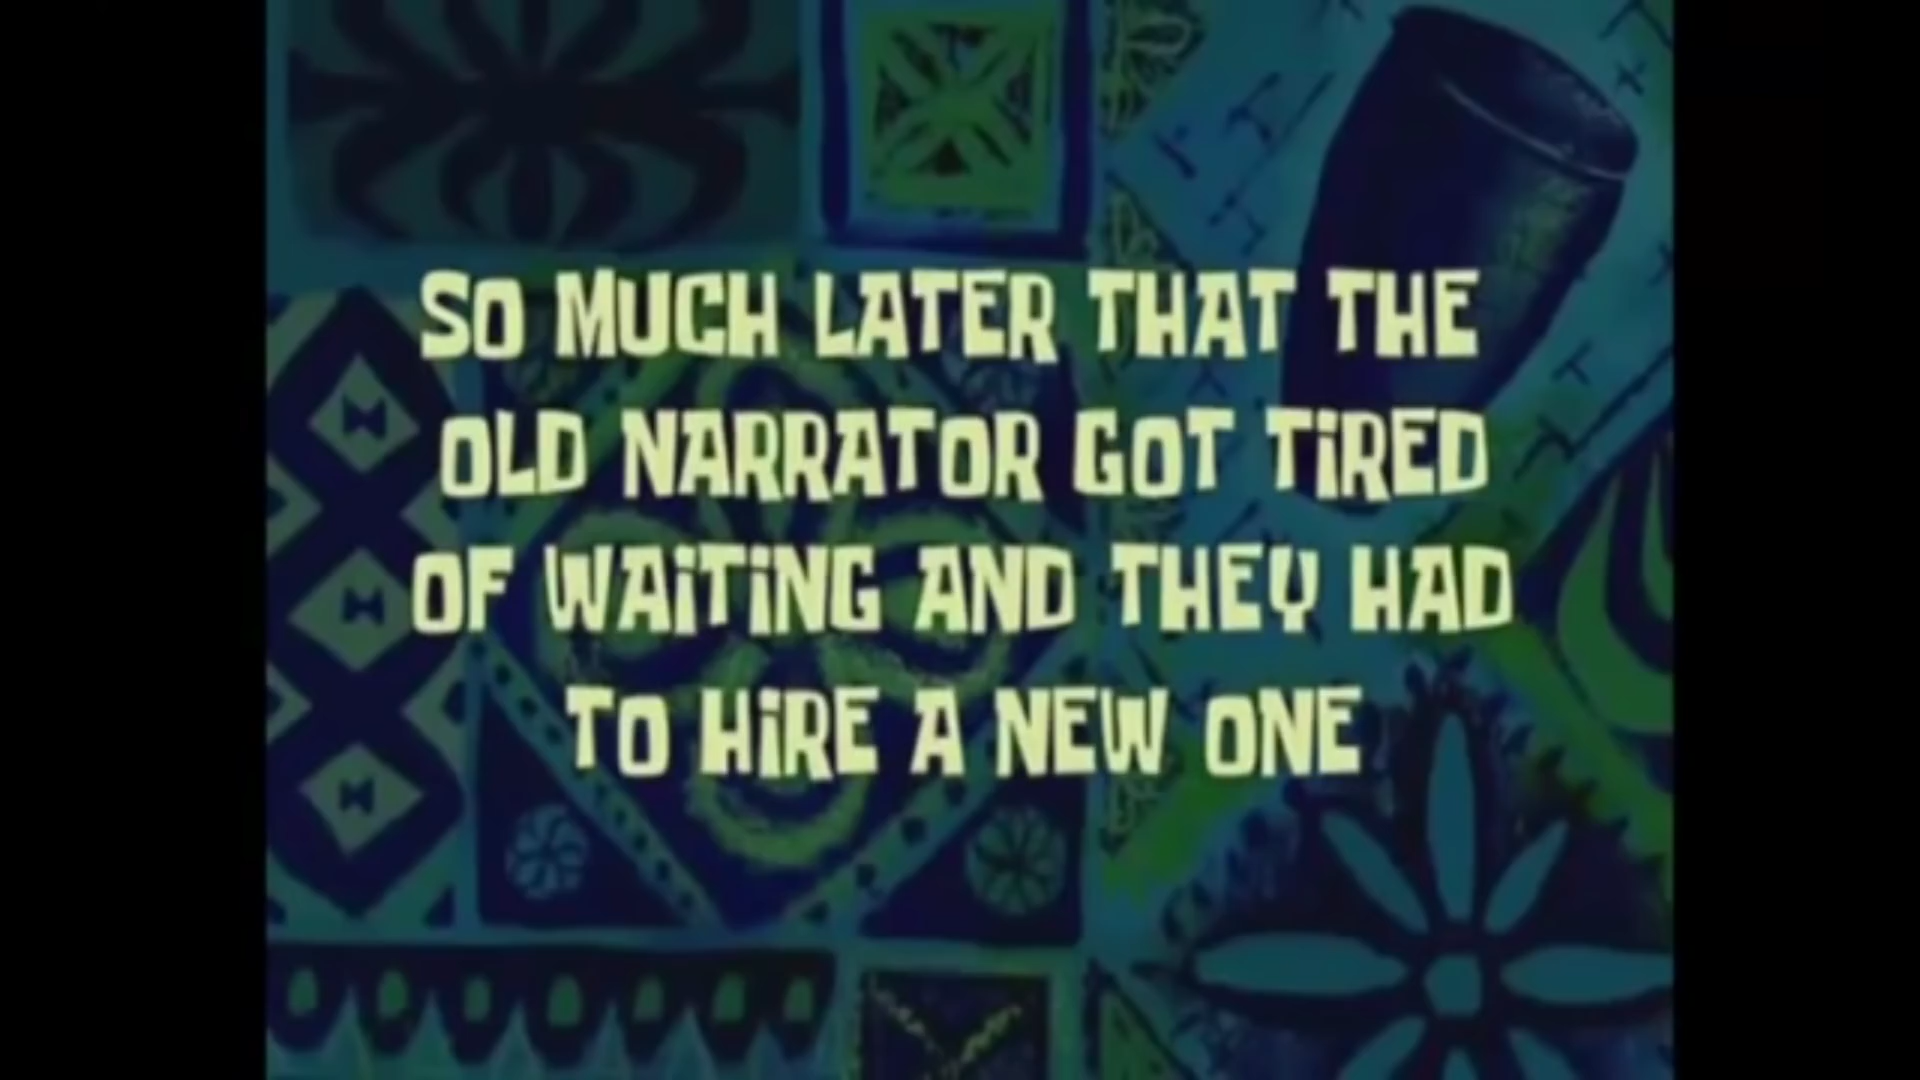 SO MUCH LATER THAT THE
OLD NARRATOR GOT TiRED
OF WAiTiNG AND THEY HAD
TO HiRE A NEW ONE